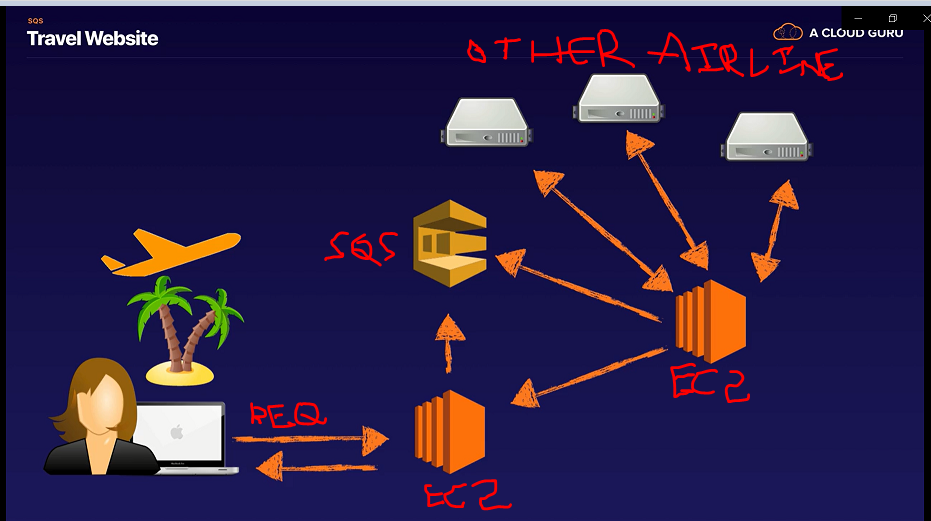 SQS
Travel Website
A CLOUD GURU
OTHER AIRLINE
SQS
REQ
EC2
EC2